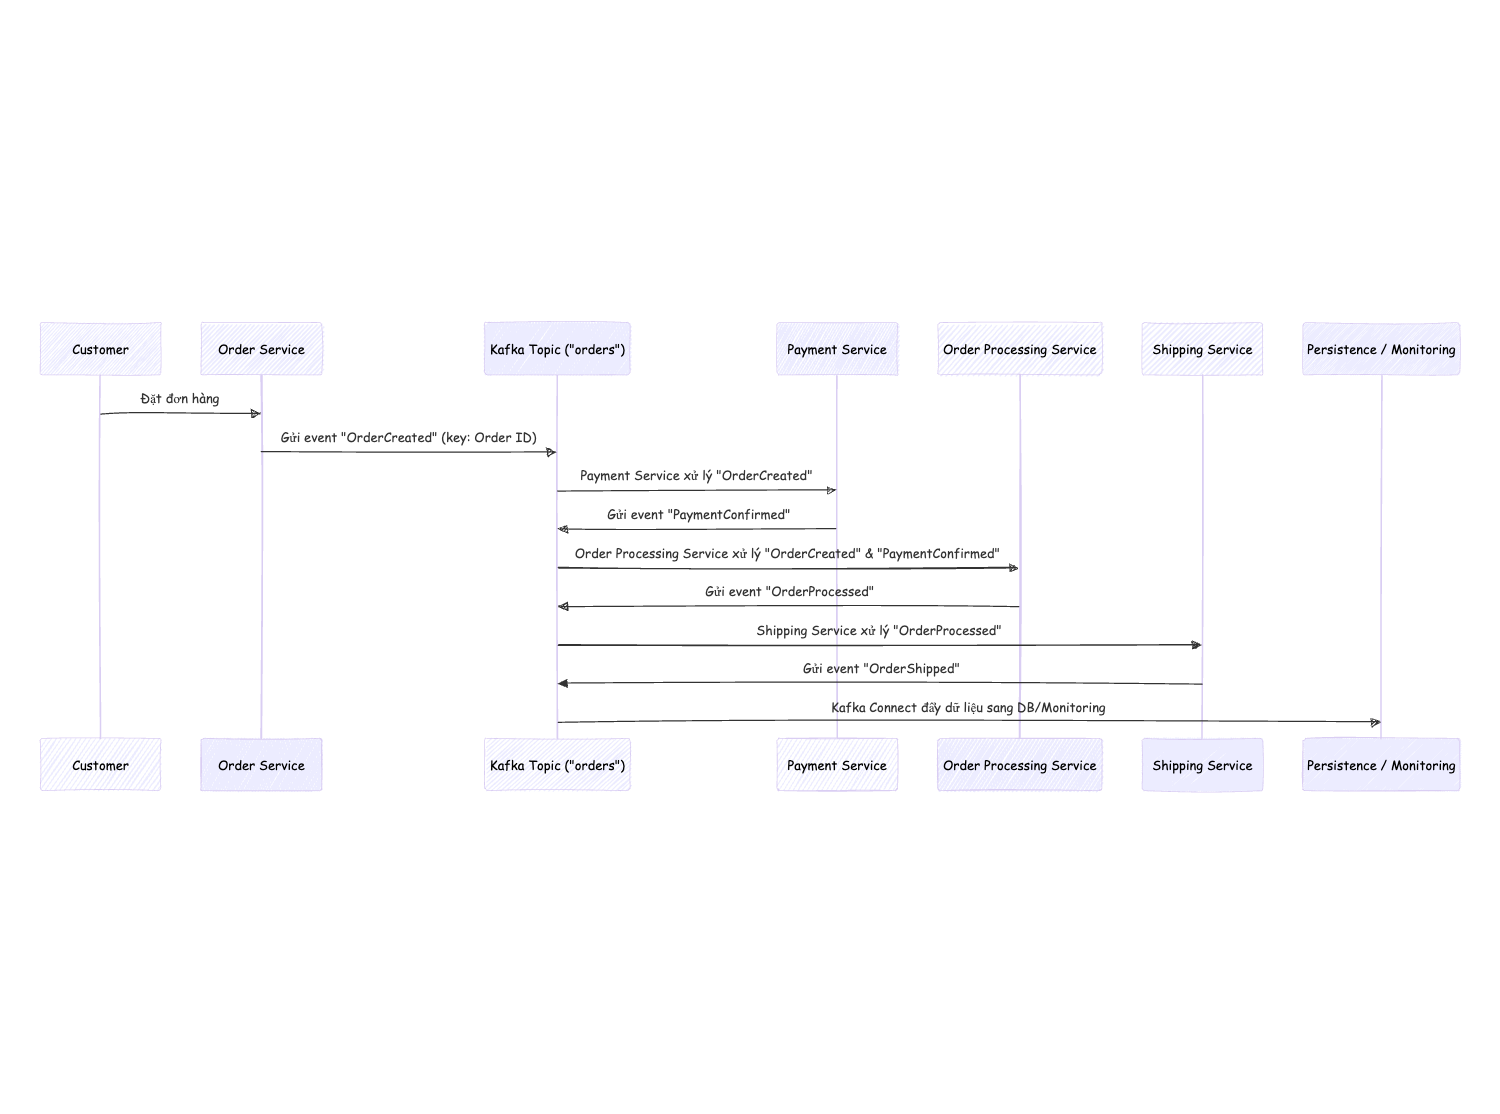 Customer
Order Service
Kafka Topic ("orders")
Payment Service
Order Processing Service
Shipping Service
Persistence / Monitoring
Đặt đơn hàng
Gửi event "OrderCreated" (key: Order ID)
Payment Service xử lý "OrderCreated"
Gửi event "PaymentConfirmed"
Order Processing Service xử lý "OrderCreated" & "PaymentConfirmed"
Gửi event "OrderProcessed"
Shipping Service xử lý "OrderProcessed"
Gửi event "OrderShipped"
Kafka Connect đẩy dữ liệu sang DB/Monitoring
Customer
Order Service
Kafka Topic ("orders")
Payment Service
Order Processing Service
Shipping Service
Persistence / Monitoring